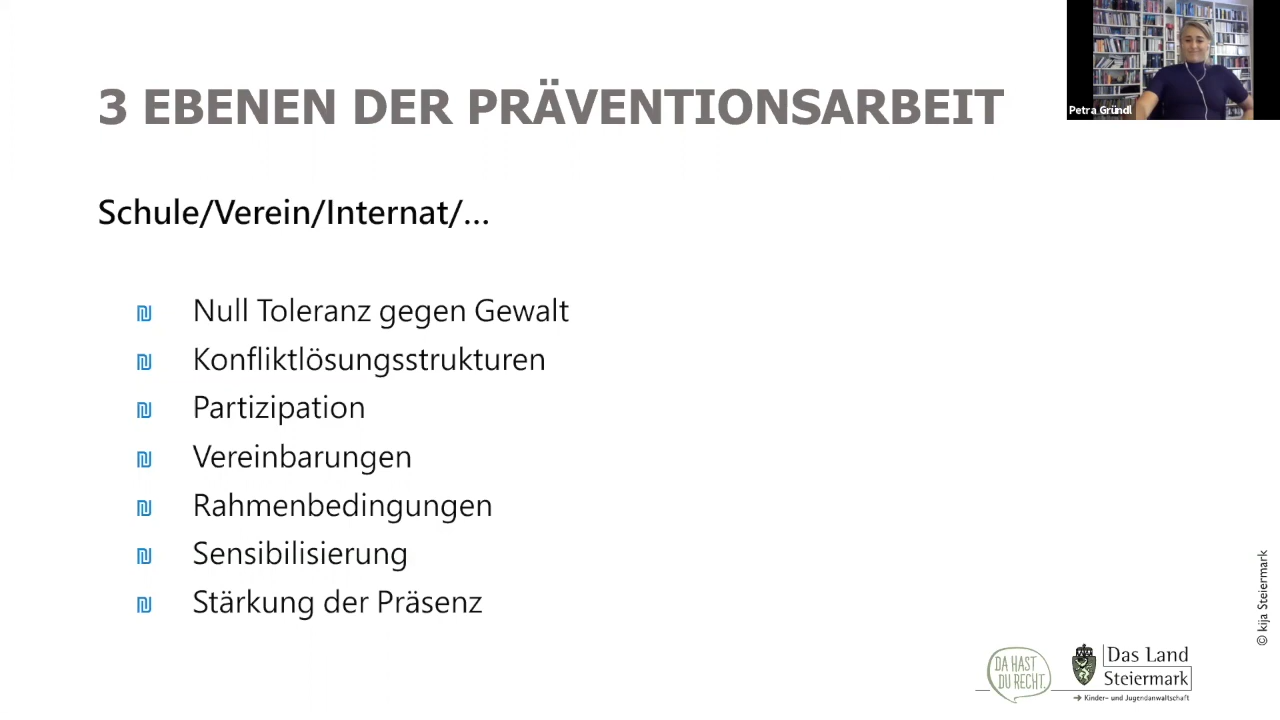 3 EBENEN DER PRÄVENTIONSARBEIT
Petra Gründl
Schule/Verein/Internat/...
₪ Null Toleranz gegen Gewalt
₪ Konfliktlösungsstrukturen
₪ Partizipation
₪ Vereinbarungen
₪ Rahmenbedingungen
₪ Sensibilisierung
₪ Stärkung der Präsenz
© kija Steiermark
DA HAST
DU RECHT.
Das Land
Steiermark
→ Kinder- und Jugendanwaltschaft